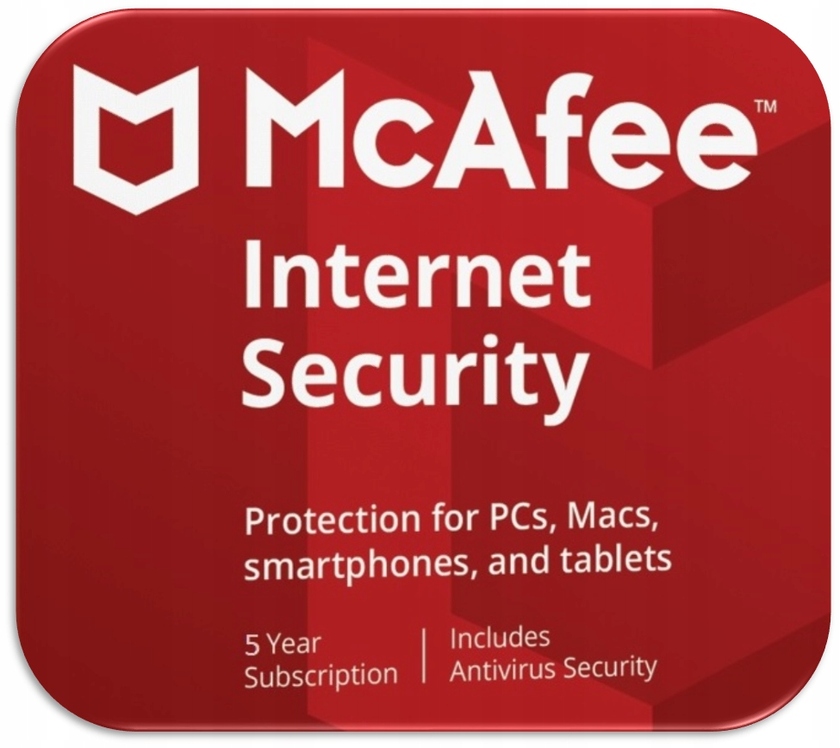 McAfee™
Internet
Security
Protection for PCs, Macs,
smartphones, and tablets
5 Year
Subscription
Includes
Antivirus Security